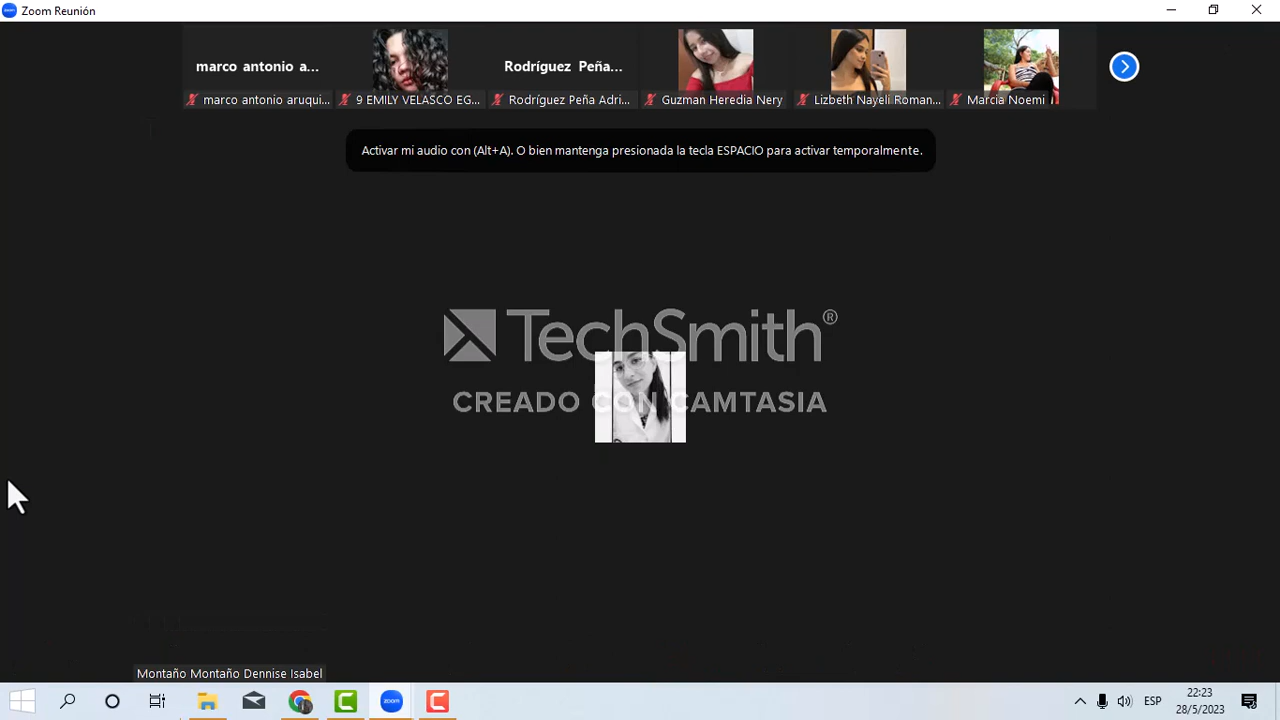 Zoom Reunión
marco antonio a...
Rodríguez Peña...
marco antonio aruqui...
9 EMILY VELASCO EG...
Rodríguez Peña Adri...
Guzman Heredia Nery
Lizbeth Nayeli Roman...
Marcia Noemi
Activar mi audio con (Alt+A). O bien mantenga presionada la tecla ESPACIO para activar temporalmente.
TechSmith®
CREADO CON CAMTASIA
Montaño Montaño Dennise Isabel
zoom
ESP
22:23
28/5/2023